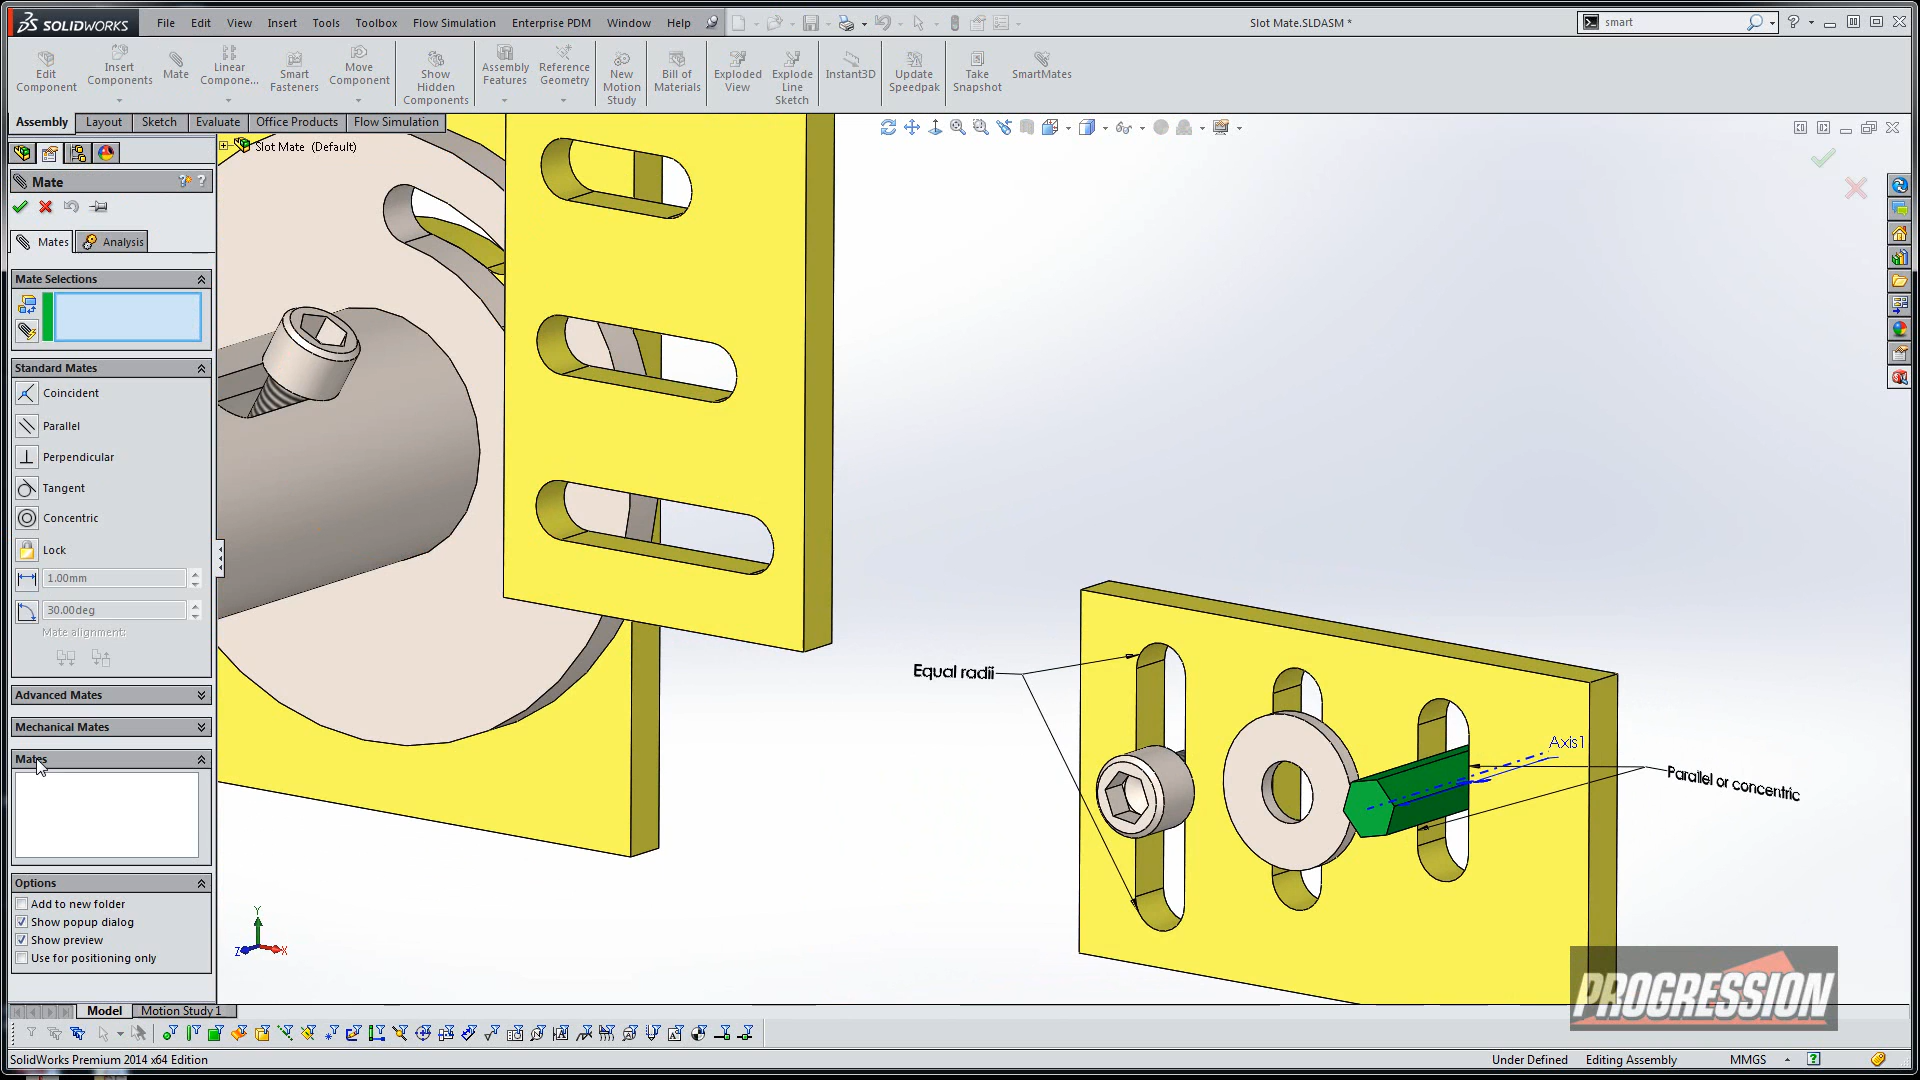 SOLIDWORKS File Edit View Insert Tools Toolbox Flow Simulation Enterprise PDM Window Help Slot Mate.SLDASM * smart
Edit Component
Insert Components
Mate
Linear Compone...
Smart Fasteners
Move Component
Show Hidden Components
Assembly Features
Reference Geometry
New Motion Study
Bill of Materials
Exploded View
Explode Line Sketch
Instant3D
Update Speedpak
Take Snapshot
SmartMates
Assembly Layout Sketch Evaluate Office Products Flow Simulation
Slot Mate (Default)
Mate
Mates Analysis
Mate Selections
Standard Mates
Coincident
Parallel
Perpendicular
Tangent
Concentric
Lock
1.00mm
30.00deg
Mate alignment:
Advanced Mates
Mechanical Mates
Mates
Options
Add to new folder
Show popup dialog
Show preview
Use for positioning only
Equal radii
Axis1
Parallel or concentric
Y
Z X
PROGRESSION
Model Motion Study 1
SolidWorks Premium 2014 x64 Edition Under Defined Editing Assembly MMGS